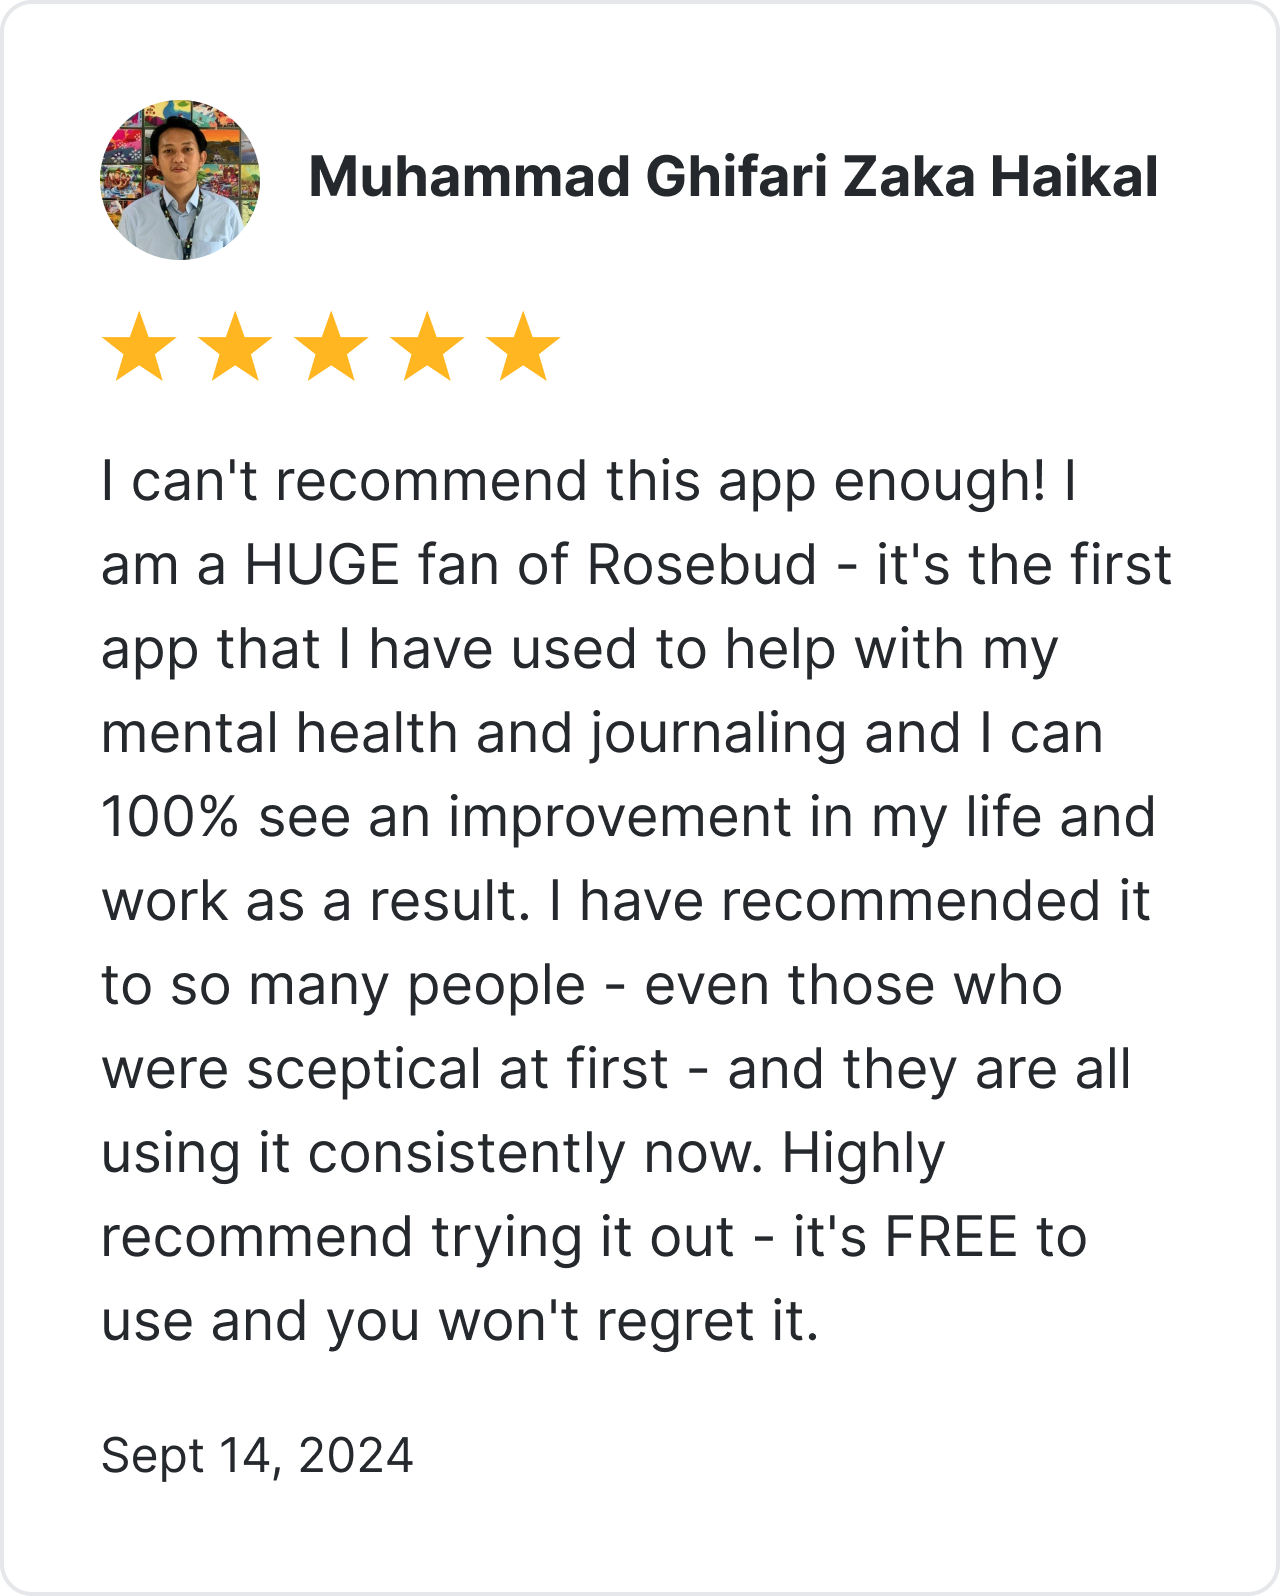 Muhammad Ghifari Zaka Haikal
I can't recommend this app enough! I
am a HUGE fan of Rosebud - it's the first
app that I have used to help with my
mental health and journaling and I can
100% see an improvement in my life and
work as a result. I have recommended it
to so many people - even those who
were sceptical at first - and they are all
using it consistently now. Highly
recommend trying it out - it's FREE to
use and you won't regret it.
Sept 14, 2024